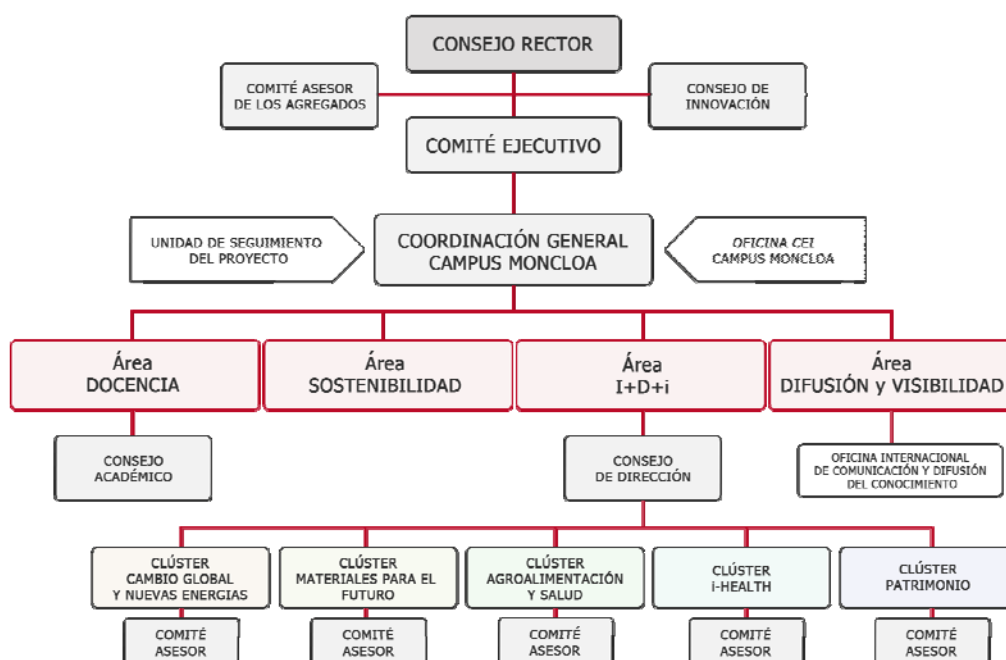 CONSEJO RECTOR
COMITÉ ASESOR
DE LOS AGREGADOS
CONSEJO DE
INNOVACIÓN
COMITÉ EJECUTIVO
UNIDAD DE SEGUIMIENTO
DEL PROYECTO
COORDINACIÓN GENERAL
CAMPUS MONCLOA
OFICINA CEI
CAMPUS MONCLOA
Área
DOCENCIA
Área
SOSTENIBILIDAD
Área
I+D+i
Área
DIFUSIÓN y VISIBILIDAD
CONSEJO
ACADÉMICO
CONSEJO
DE DIRECCIÓN
OFICINA INTERNACIONAL
DE COMUNICACIÓN Y DIFUSIÓN
DEL CONOCIMIENTO
CLÚSTER
CAMBIO GLOBAL
Y NUEVAS ENERGIAS
CLÚSTER
MATERIALES PARA EL
FUTURO
CLÚSTER
AGROALIMENTACIÓN
Y SALUD
CLÚSTER
i-HEALTH
CLÚSTER
PATRIMONIO
COMITÉ
ASESOR
COMITÉ
ASESOR
COMITÉ
ASESOR
COMITÉ
ASESOR
COMITÉ
ASESOR